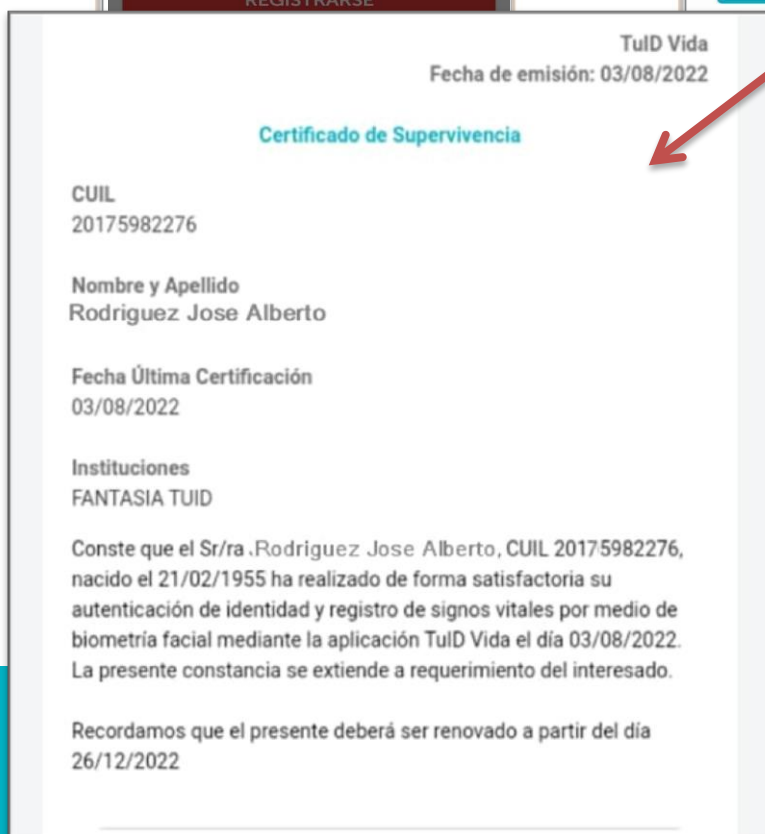 REGISTRARSE
TuID Vida
Fecha de emisión: 03/08/2022
Certificado de Supervivencia
CUIL
20175982276
Nombre y Apellido
Rodriguez Jose Alberto
Fecha Última Certificación
03/08/2022
Instituciones
FANTASIA TUID
Conste que el Sr/ra .Rodriguez Jose Alberto, CUIL 20175982276,
nacido el 21/02/1955 ha realizado de forma satisfactoria su
autenticación de identidad y registro de signos vitales por medio de
biometría facial mediante la aplicación TuID Vida el día 03/08/2022.
La presente constancia se extiende a requerimiento del interesado.
Recordamos que el presente deberá ser renovado a partir del día
26/12/2022